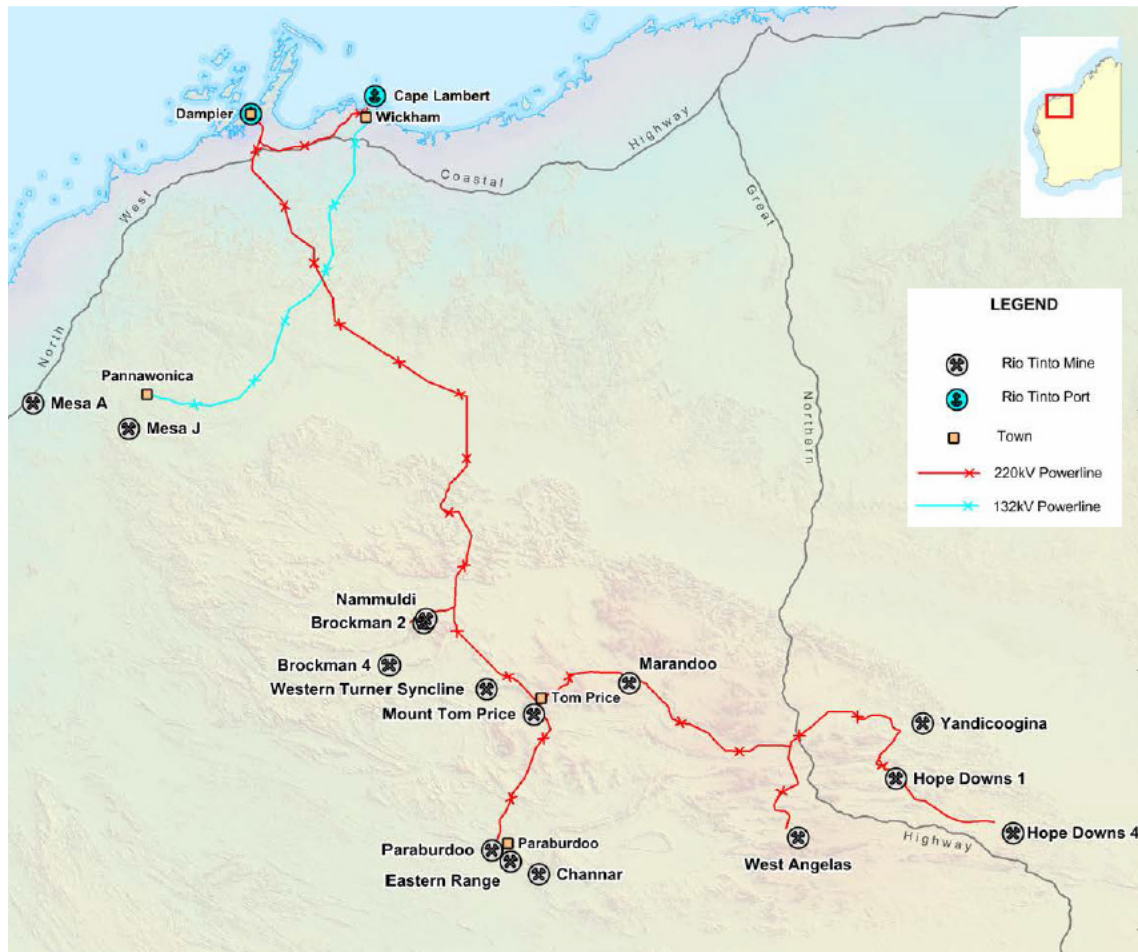 Cape Lambert
Dampier
Wickham
Highway
Coastal
West
Great
North
Northern
LEGEND
Rio Tinto Mine
Rio Tinto Port
Town
220kV Powerline
132kV Powerline
Pannawonica
Mesa A
Mesa J
Nammuldi
Brockman 2
Brockman 4
Marandoo
Western Turner Syncline
Tom Price
Mount Tom Price
Yandicoogina
Hope Downs 1
Hope Downs 4
Highway
West Angelas
Paraburdoo
Paraburdoo
Eastern Range
Channar